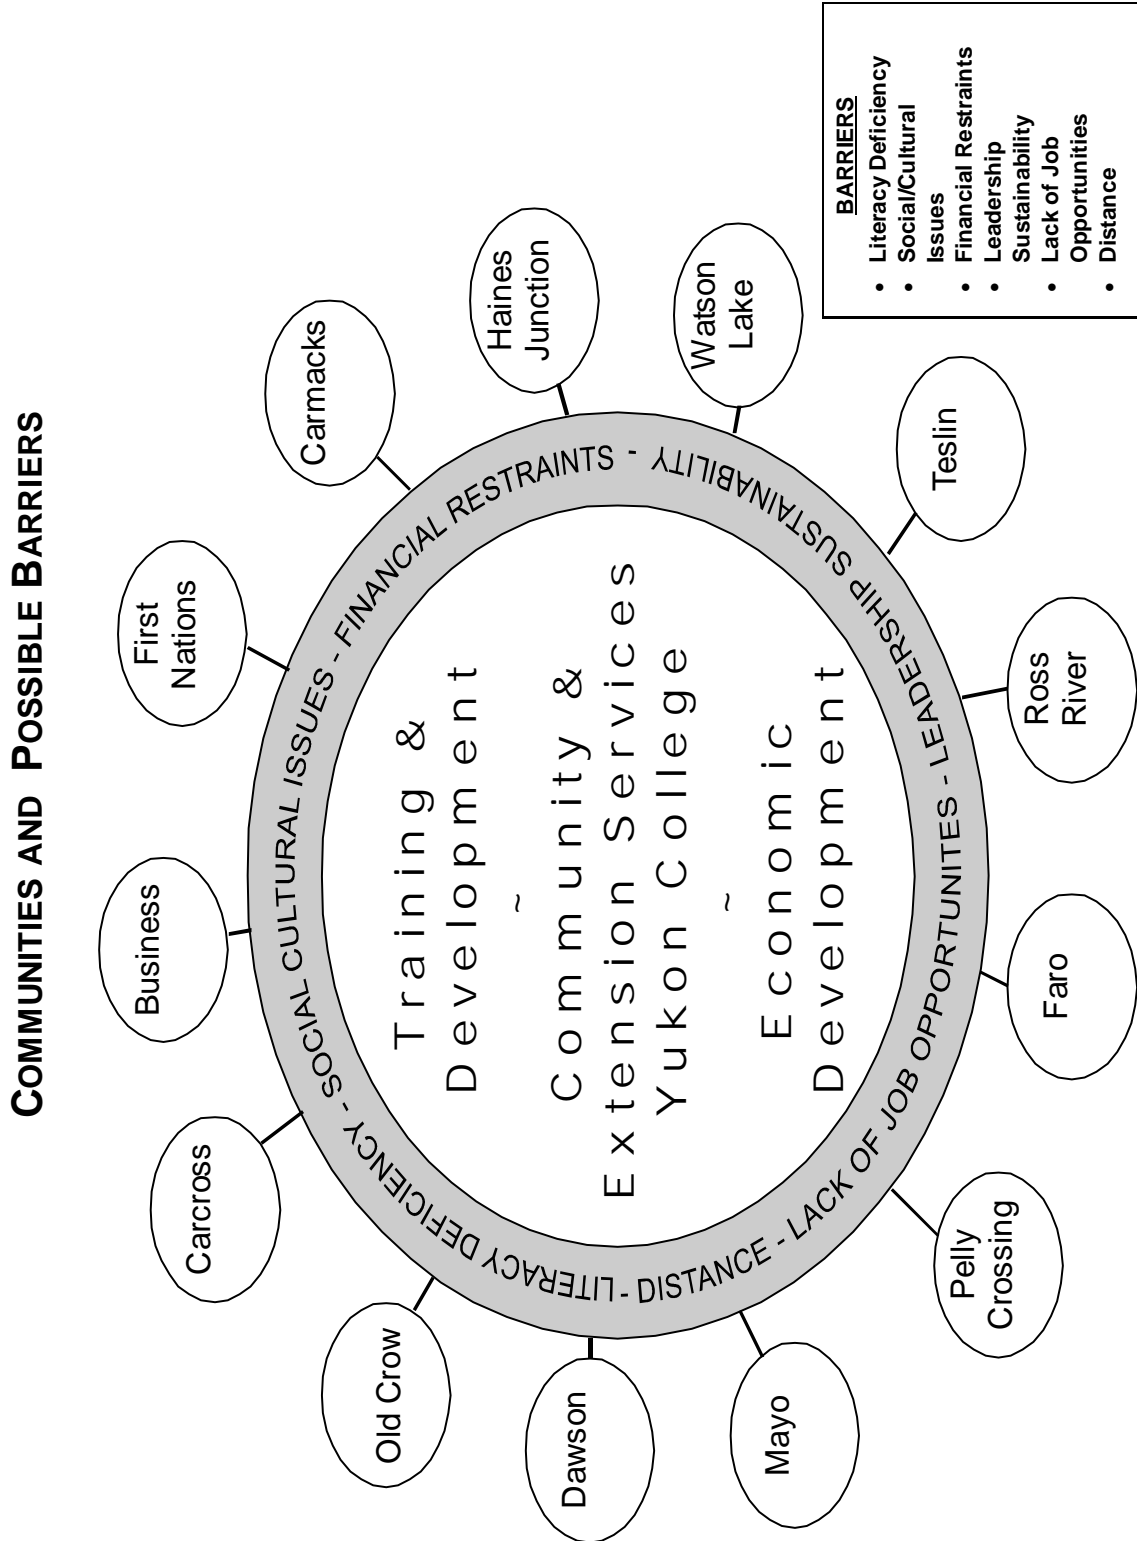 COMMUNITIES AND POSSIBLE BARRIERS
Business
First
Nations
Carcross
Carmacks
Old Crow
Haines
Junction
Dawson
Watson
Lake
Mayo
Teslin
Pelly
Crossing
Ross
River
Faro
LITERACY DEFICIENCY - SOCIAL CULTURAL ISSUES - FINANCIAL RESTRAINTS - LEADERSHIP SUSTAINABILITY - LACK OF JOB OPPORTUNITES - DISTANCE -
Training &
Development
~
Community &
Extension Services
Yukon College
~
Economic
Development
BARRIERS
• Literacy Deficiency
• Social/Cultural
Issues
• Financial Restraints
• Leadership
Sustainability
• Lack of Job
Opportunities
• Distance